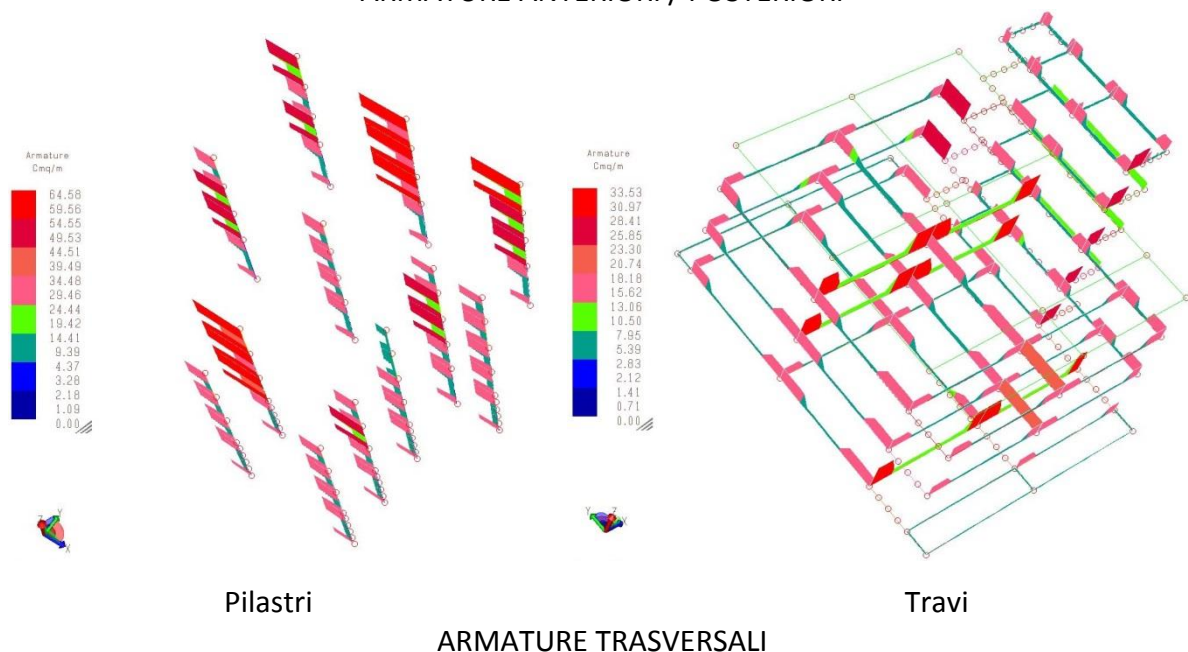 ARMATURE ANTERIORI / POSTERIORI
Armature
Cmq/m
64.58
59.56
54.55
49.53
44.51
39.49
34.48
29.46
24.44
19.42
14.41
9.39
4.37
3.28
2.18
1.09
0.00
Z Y
X
Armature
Cmq/m
33.53
30.97
28.41
25.85
23.30
20.74
18.18
15.62
13.06
10.50
7.95
5.39
2.83
2.12
1.41
0.71
0.00
Y Z
X
Pilastri
Travi
ARMATURE TRASVERSALI